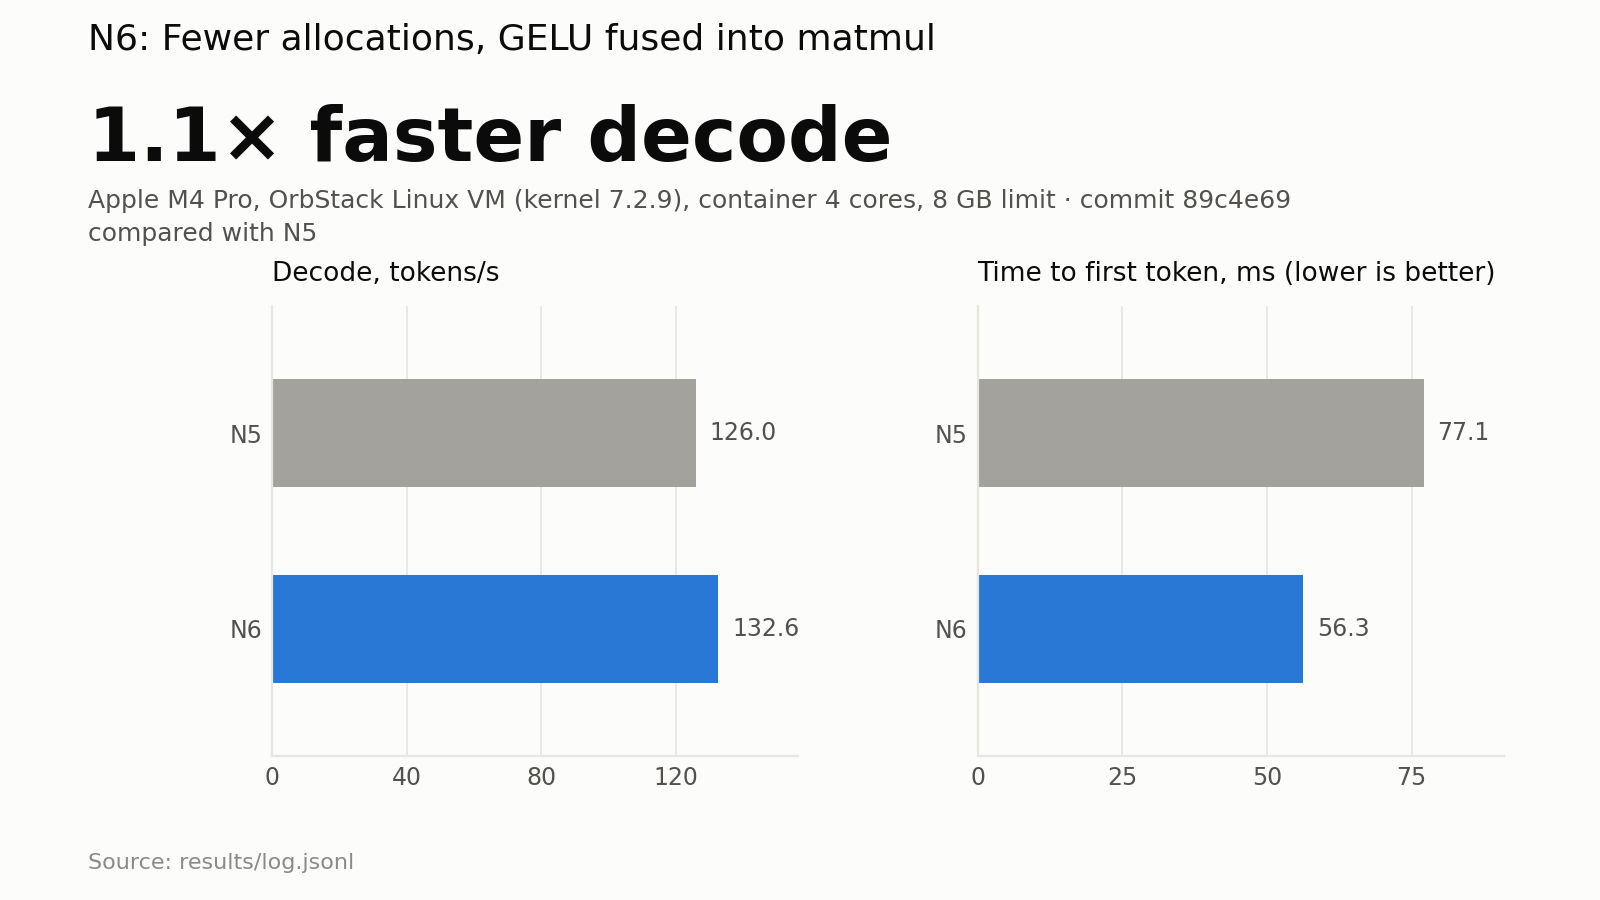 N6: Fewer allocations, GELU fused into matmul
1.1× faster decode
Apple M4 Pro, OrbStack Linux VM (kernel 7.2.9), container 4 cores, 8 GB limit · commit 89c4e69
compared with N5
Decode, tokens/s
N5
126.0
N6
132.6
0 40 80 120
Time to first token, ms (lower is better)
N5
77.1
N6
56.3
0 25 50 75
Source: results/log.jsonl